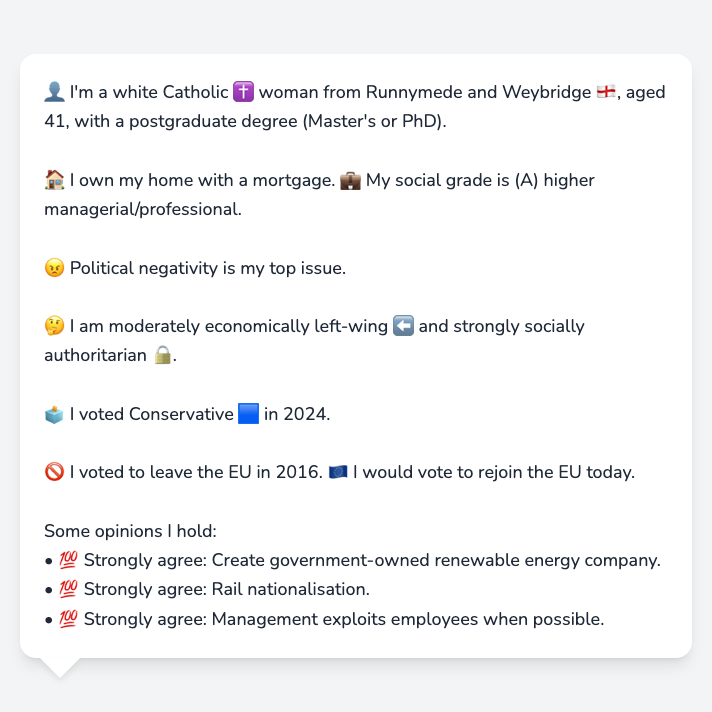 👤 I'm a white Catholic ✝️ woman from Runnymede and Weybridge 🏴󠁧󠁢󠁥󠁮󠁧󠁿, aged
41, with a postgraduate degree (Master's or PhD).
🏠 I own my home with a mortgage. 💼 My social grade is (A) higher
managerial/professional.
😠 Political negativity is my top issue.
🤔 I am moderately economically left-wing ⬅️ and strongly socially
authoritarian 🔒.
🗳️ I voted Conservative 🟦 in 2024.
🚫 I voted to leave the EU in 2016. 🇪🇺 I would vote to rejoin the EU today.
Some opinions I hold:
• 💯 Strongly agree: Create government-owned renewable energy company.
• 💯 Strongly agree: Rail nationalisation.
• 💯 Strongly agree: Management exploits employees when possible.